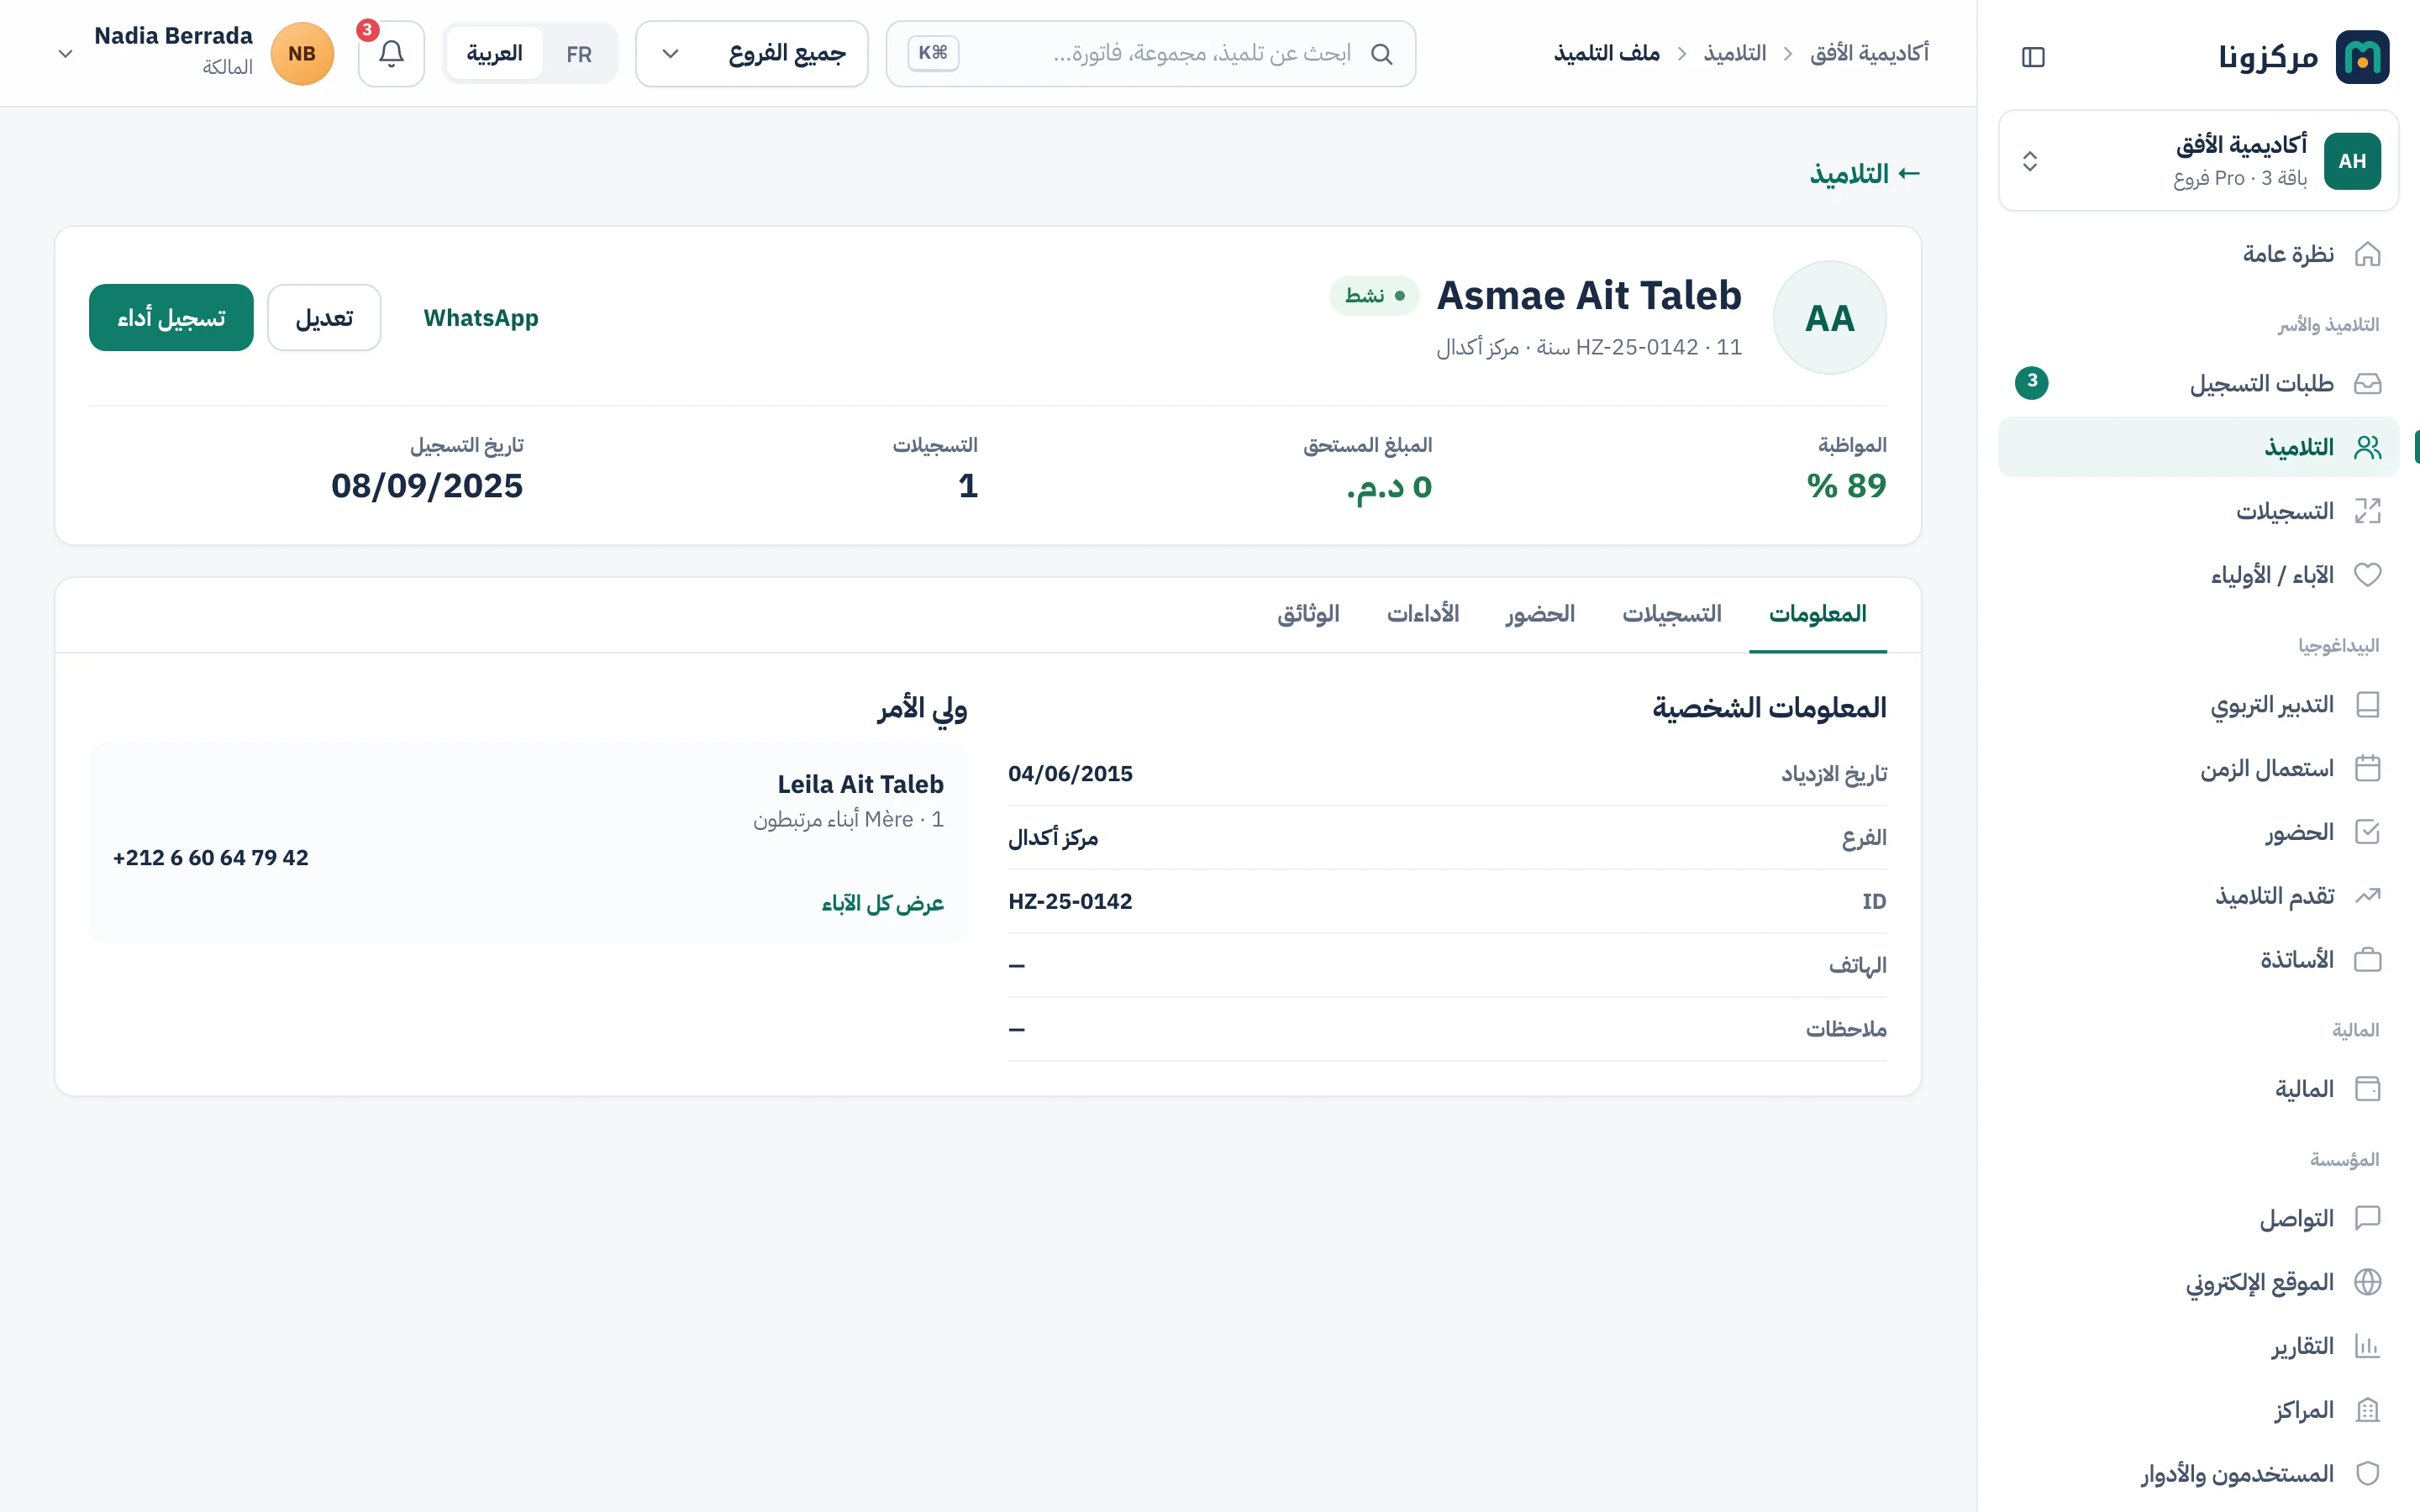 مركزونا
AH
أكاديمية الأفق
باقة Pro · 3 فروع
نظرة عامة
التلاميذ والأسر
طلبات التسجيل
3
التلاميذ
التسجيلات
الآباء / الأولياء
البيداغوجيا
التدبير التربوي
استعمال الزمن
الحضور
تقدم التلاميذ
الأساتذة
المالية
المالية
المؤسسة
التواصل
الموقع الإلكتروني
التقارير
المراكز
المستخدمون والأدوار
أكاديمية الأفق
التلاميذ
ملف التلميذ
ابحث عن تلميذ، مجموعة، فاتورة...
⌘K
جميع الفروع
FR
العربية
3
NB
Nadia Berrada
المالكة
← التلاميذ
AA
Asmae Ait Taleb
نشط
HZ-25-0142 · 11 سنة · مركز أكدال
WhatsApp
تعديل
تسجيل أداء
المواظبة
89 %
المبلغ المستحق
0 د.م.
التسجيلات
1
تاريخ التسجيل
08/09/2025
المعلومات
التسجيلات
الحضور
الأداءات
الوثائق
المعلومات الشخصية
تاريخ الازدياد
04/06/2015
الفرع
مركز أكدال
ID
HZ-25-0142
الهاتف
—
ملاحظات
—
ولي الأمر
Leila Ait Taleb
Mère · 1 أبناء مرتبطون
+212 6 60 64 79 42
عرض كل الآباء